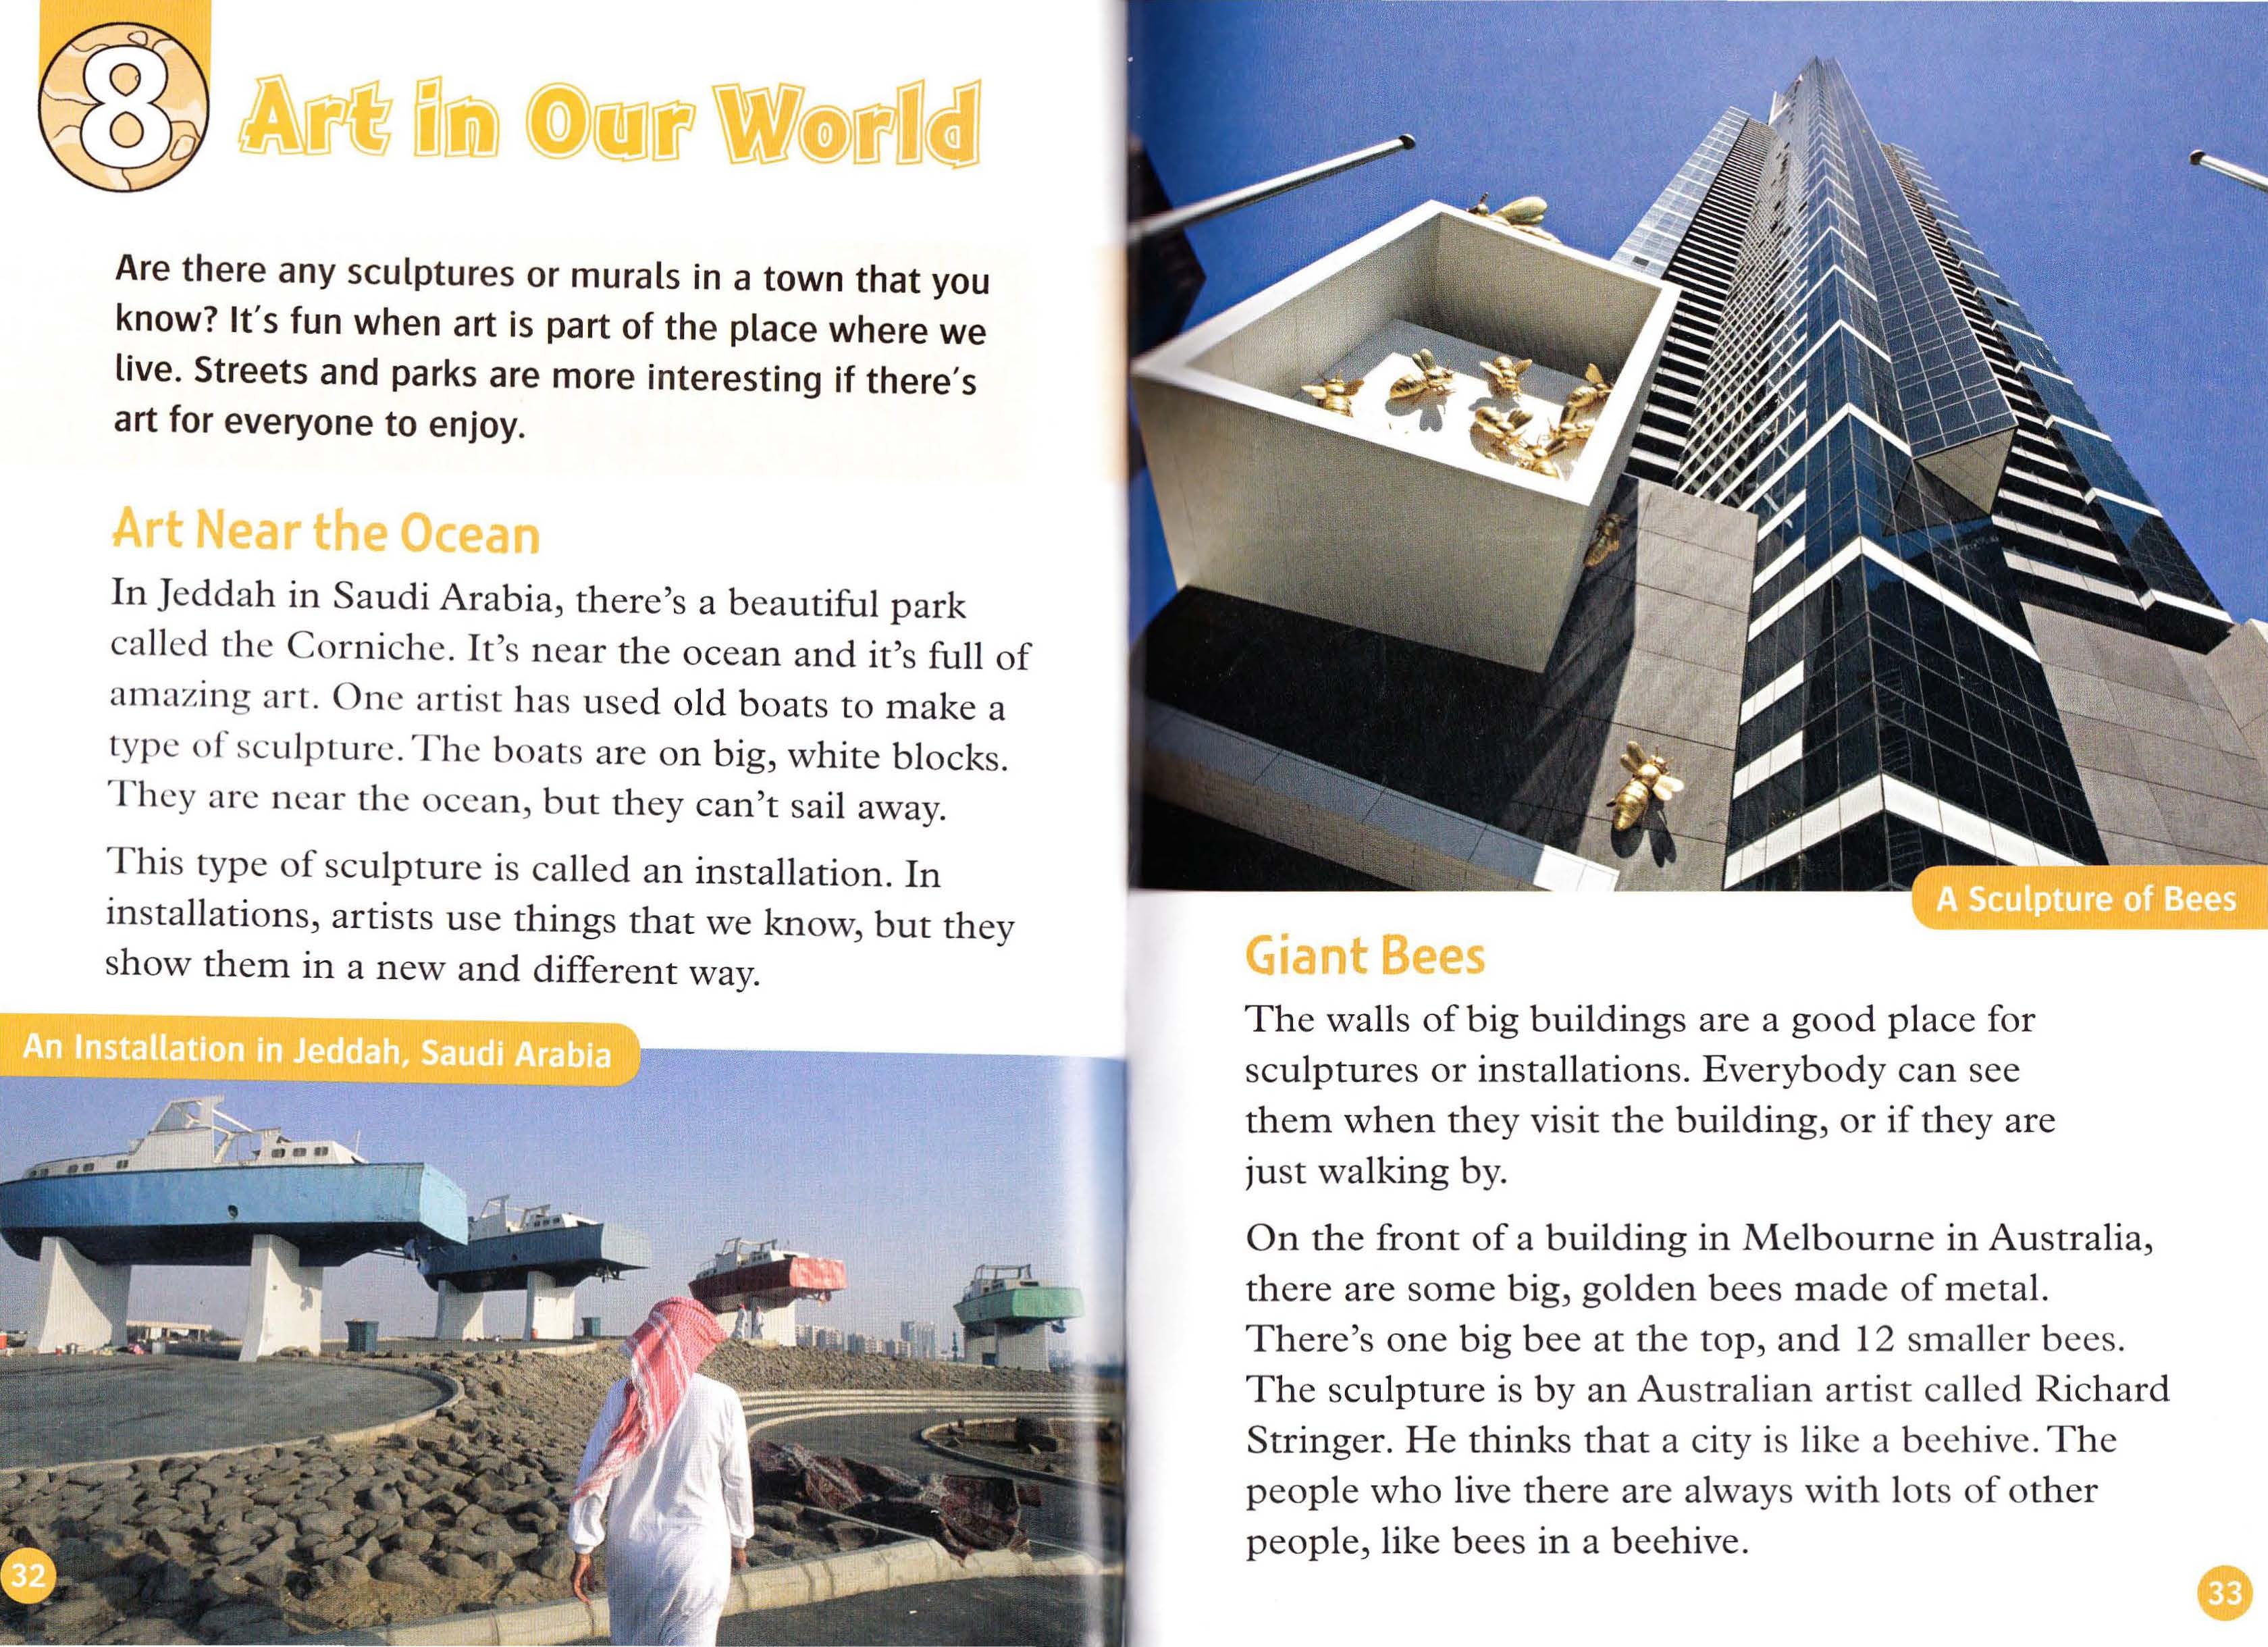 8 Art in Our World
Are there any sculptures or murals in a town that you
know? It's fun when art is part of the place where we
live. Streets and parks are more interesting if there's
art for everyone to enjoy.
Art Near the Ocean
In Jeddah in Saudi Arabia, there's a beautiful park
called the Corniche. It's near the ocean and it's full of
amazing art. One artist has used old boats to make a
type of sculpture. The boats are on big, white blocks.
They are near the ocean, but they can't sail away.
This type of sculpture is called an installation. In
installations, artists use things that we know, but they
show them in a new and different way.
An Installation in Jeddah, Saudi Arabia
32
A Sculpture of Bees
Giant Bees
The walls of big buildings are a good place for
sculptures or installations. Everybody can see
them when they visit the building, or if they are
just walking by.
On the front of a building in Melbourne in Australia,
there are some big, golden bees made of metal.
There's one big bee at the top, and 12 smaller bees.
The sculpture is by an Australian artist called Richard
Stringer. He thinks that a city is like a beehive. The
people who live there are always with lots of other
people, like bees in a beehive.
33